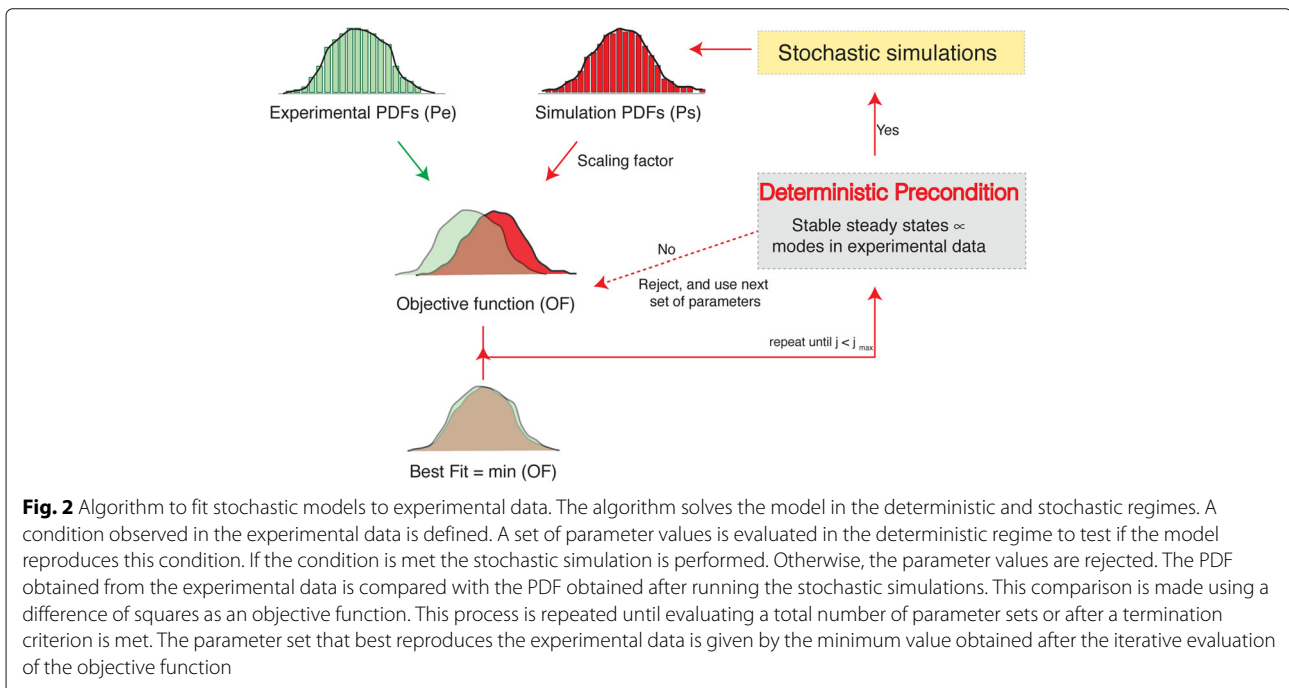 Experimental PDFs (Pe)
Simulation PDFs (Ps)
Stochastic simulations
Scaling factor
Yes
Deterministic Precondition
Stable steady states ∝
modes in experimental data
No
Reject, and use next
set of parameters
Objective function (OF)
repeat until j < j max
Best Fit = min (OF)
Fig. 2 Algorithm to fit stochastic models to experimental data. The algorithm solves the model in the deterministic and stochastic regimes. A
condition observed in the experimental data is defined. A set of parameter values is evaluated in the deterministic regime to test if the model
reproduces this condition. If the condition is met the stochastic simulation is performed. Otherwise, the parameter values are rejected. The PDF
obtained from the experimental data is compared with the PDF obtained after running the stochastic simulations. This comparison is made using a
difference of squares as an objective function. This process is repeated until evaluating a total number of parameter sets or after a termination
criterion is met. The parameter set that best reproduces the experimental data is given by the minimum value obtained after the iterative evaluation
of the objective function